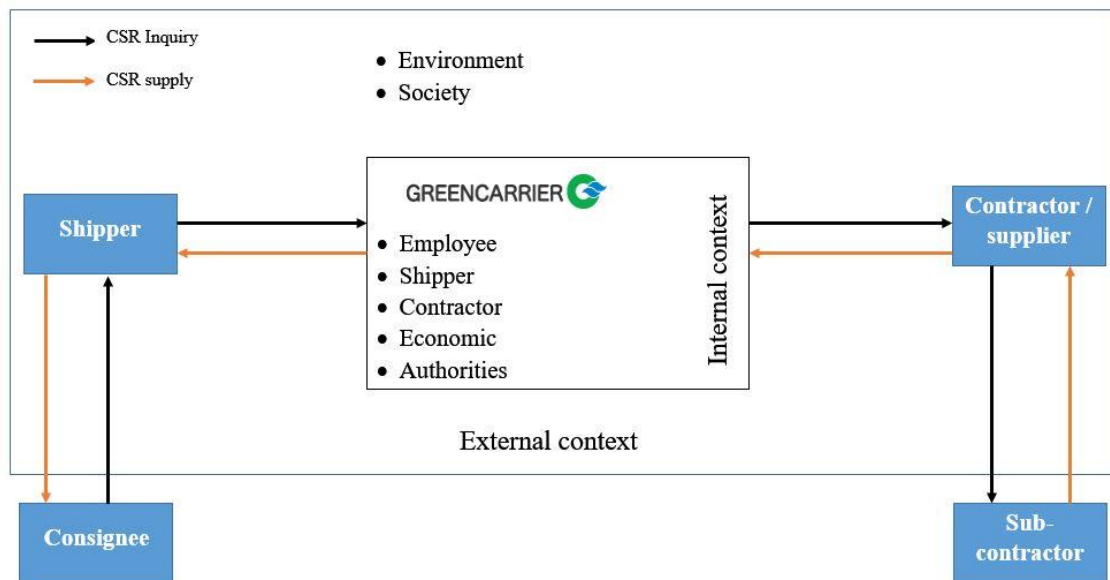 CSR Inquiry
CSR supply
• Environment
• Society
GREENCARRIER
Shipper
• Employee
• Shipper
• Contractor
• Economic
• Authorities
Internal context
Contractor /
supplier
External context
Consignee
Sub-
contractor